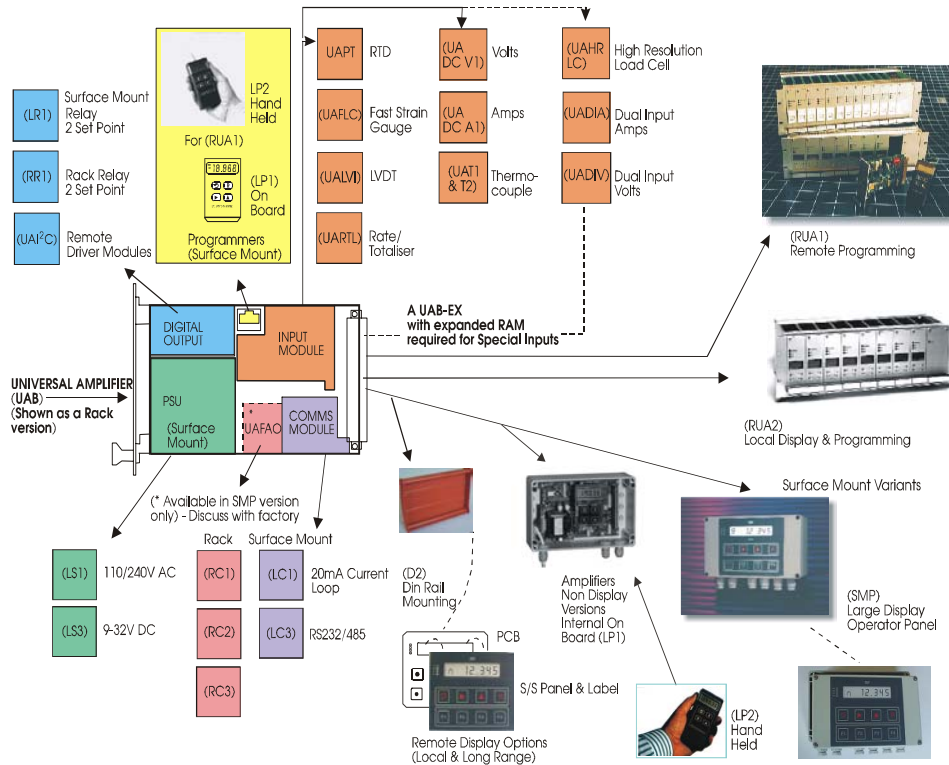 (LR1)
Surface Mount
Relay
2 Set Point
(RR1)
Rack Relay
2 Set Point
(UAI²C)
Remote
Driver Modules
LP2
Hand
Held
For (RUA1)
(LP1)
On
Board
Programmers
(Surface Mount)
UAPT
RTD
(UAFLC)
Fast Strain
Gauge
(UALVI)
LVDT
(UARTL)
Rate/
Totaliser
(UA
DC V1)
Volts
(UA
DC A1)
Amps
(UAT1
& T2)
Thermo-
couple
(UAHR
LC)
High Resolution
Load Cell
(UADIA)
Dual Input
Amps
(UADIV)
Dual Input
Volts
(RUA1)
Remote Programming
DIGITAL
OUTPUT
INPUT
MODULE
A UAB-EX
with expanded RAM
required for Special Inputs
UNIVERSAL AMPLIFIER
(UAB)
(Shown as a Rack
version)
PSU
(Surface
Mount)
*
UAFAO
COMMS
MODULE
(RUA2)
Local Display & Programming
(* Available in SMP version
only) - Discuss with factory
Surface Mount Variants
(LS1)
110/240V AC
(LS3)
9-32V DC
Rack
(RC1)
(RC2)
(RC3)
Surface Mount
(LC1)
20mA Current
Loop
(LC3)
RS232/485
(D2)
Din Rail
Mounting
PCB
12.345
S/S Panel & Label
Remote Display Options
(Local & Long Range)
Amplifiers
Non Display
Versions
Internal On
Board (LP1)
(LP2)
Hand
Held
12.345
(SMP)
Large Display
Operator Panel
12.345